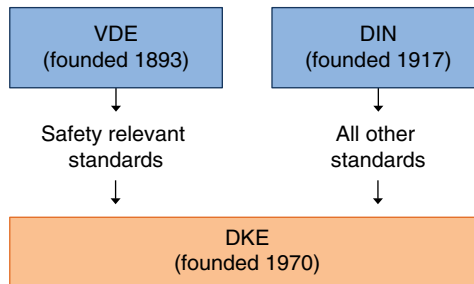 VDE
(founded 1893)
DIN
(founded 1917)
Safety relevant
standards
All other
standards
DKE
(founded 1970)